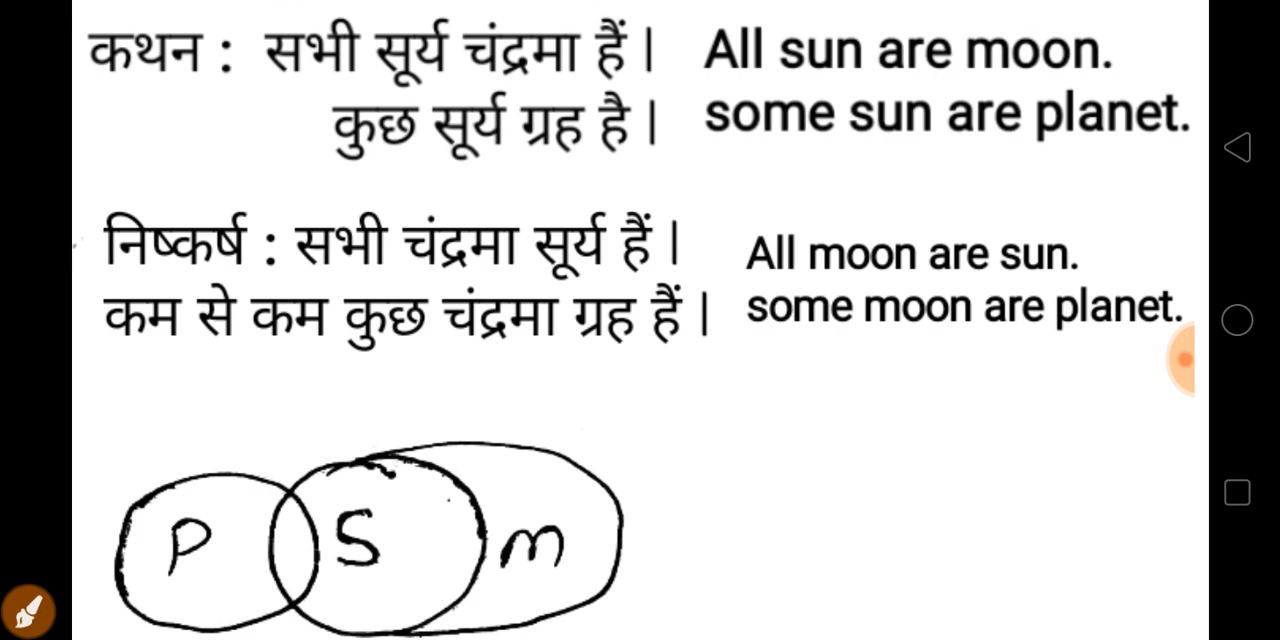 कथन : सभी सूर्य चंद्रमा हैं | All sun are moon.
कुछ सूर्य ग्रह है | some sun are planet.
निष्कर्ष : सभी चंद्रमा सूर्य हैं | All moon are sun.
कम से कम कुछ चंद्रमा ग्रह हैं | some moon are planet.
P S m